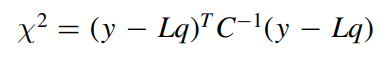 χ² = (y − Lq)ᵀC⁻¹(y − Lq)